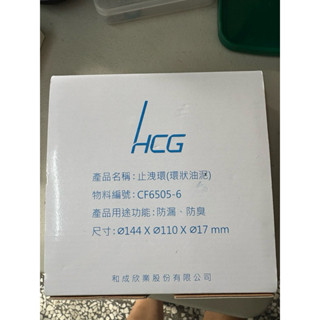 HCG
產品名稱：止洩環(環狀油泥)
物料編號：CF6505-6
產品用途功能：防漏、防臭
尺寸：Ø144 X Ø110 X Ø17 mm
和成欣業股份有限公司